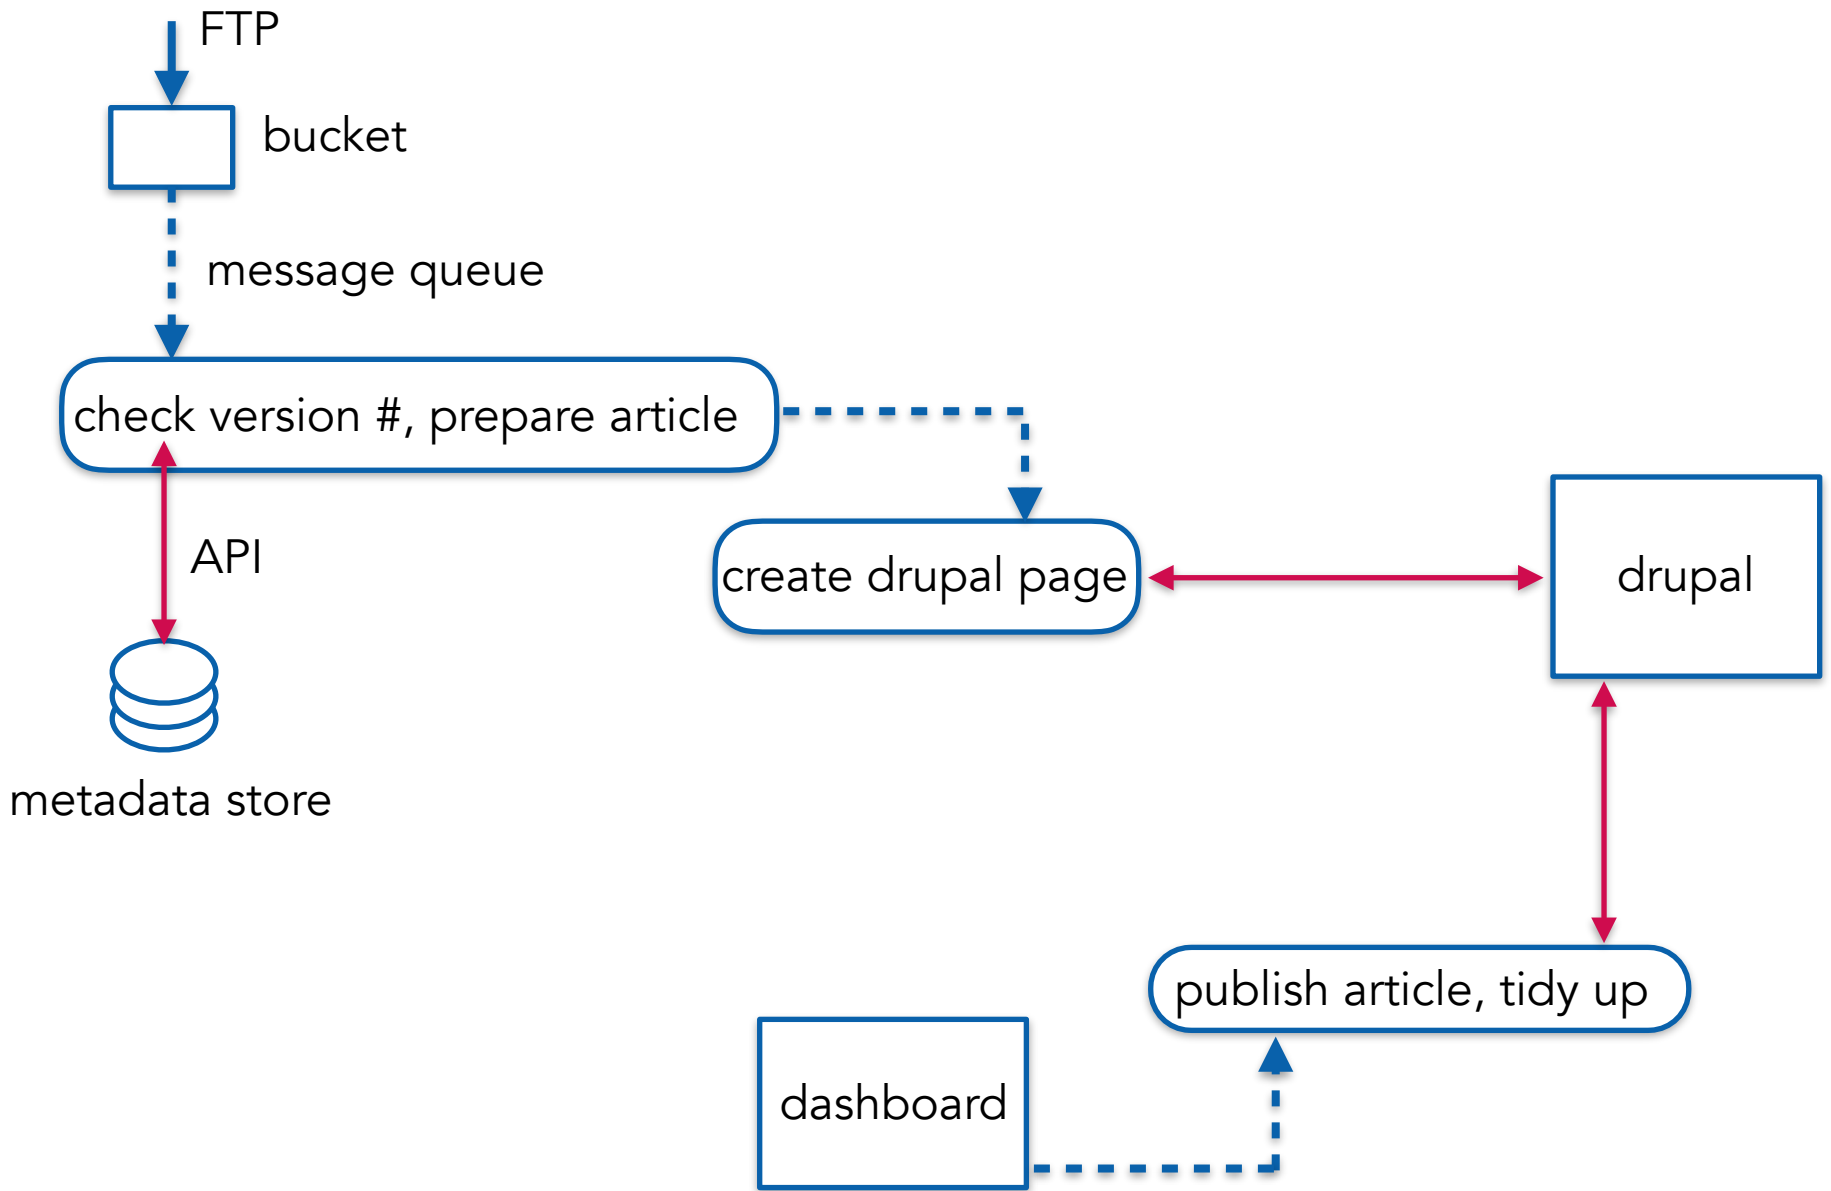 FTP
bucket
message queue
check version #, prepare article
create drupal page
drupal
API
metadata store
publish article, tidy up
dashboard